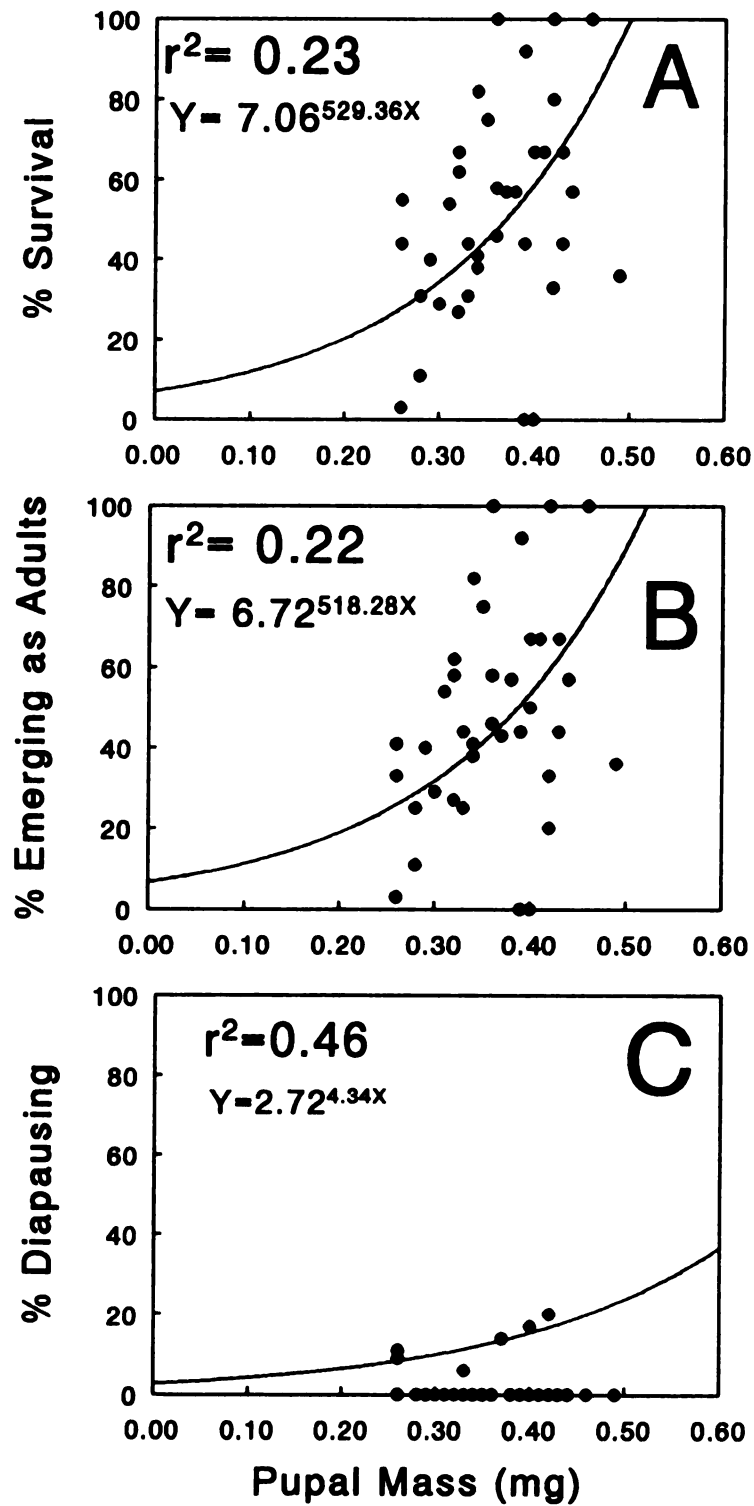 A
r²= 0.23
Y= 7.06^529.36X
% Survival
100
80
60
40
20
0
0.00 0.10 0.20 0.30 0.40 0.50 0.60
B
r²= 0.22
Y= 6.72^518.28X
% Emerging as Adults
100
80
60
40
20
0
0.00 0.10 0.20 0.30 0.40 0.50 0.60
C
r²=0.46
Y=2.72^4.34X
% Diapausing
100
80
60
40
20
0
0.00 0.10 0.20 0.30 0.40 0.50 0.60
Pupal Mass (mg)